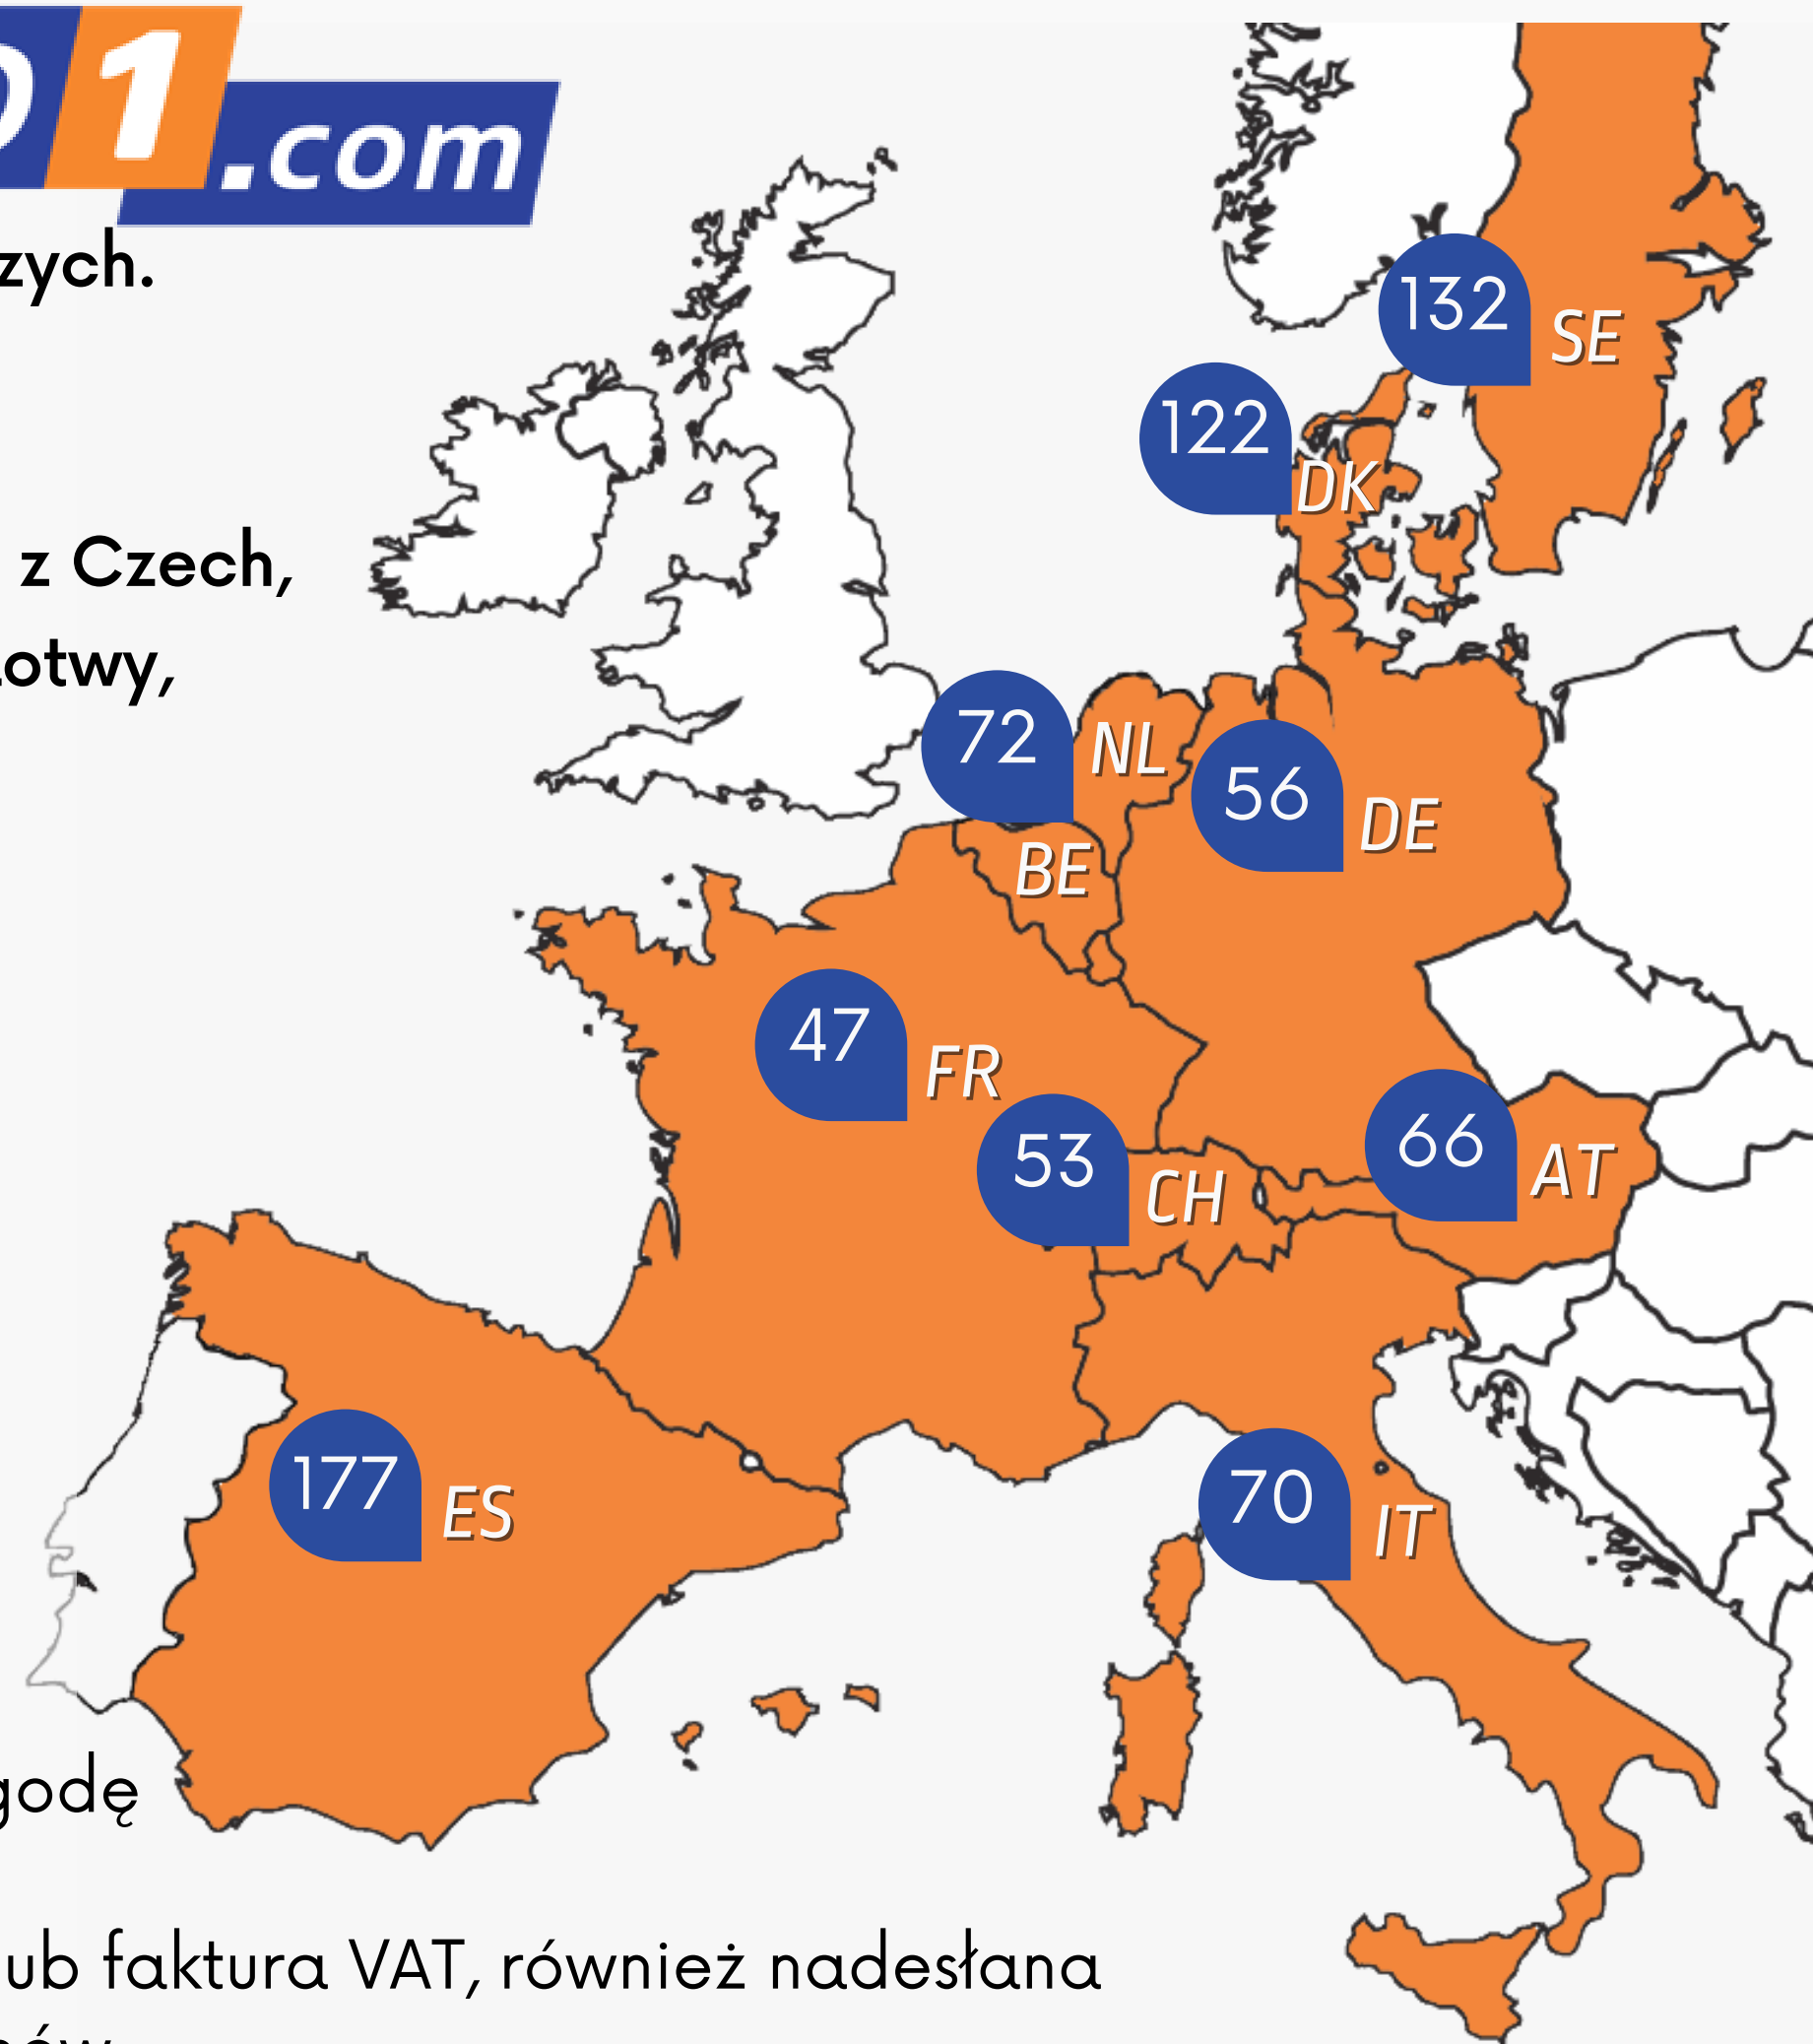 1
.com
zych.
z Czech,
otwy,
132
SE
122
DK
72
NL
56
DE
BE
47
FR
53
CH
66
AT
177
ES
70
IT
godę
ub faktura VAT, również nadesłana